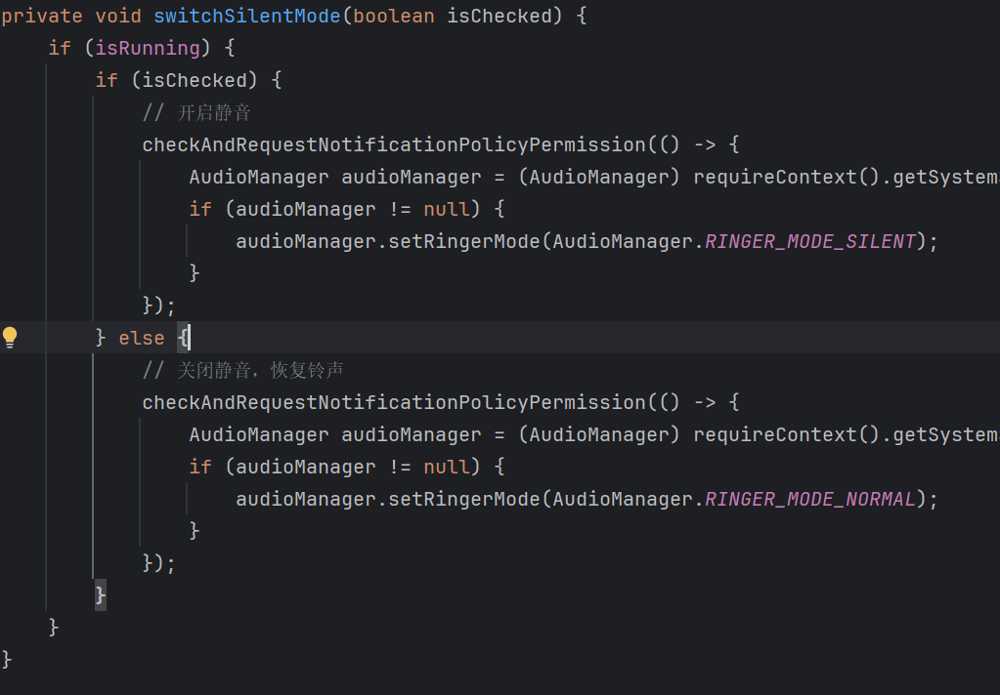 private void switchSilentMode(boolean isChecked) {
    if (isRunning) {
        if (isChecked) {
            // 开启静音
            checkAndRequestNotificationPolicyPermission(() -> {
                AudioManager audioManager = (AudioManager) requireContext().getSystem
                if (audioManager != null) {
                    audioManager.setRingerMode(AudioManager.RINGER_MODE_SILENT);
                }
            });
        } else {
            // 关闭静音，恢复铃声
            checkAndRequestNotificationPolicyPermission(() -> {
                AudioManager audioManager = (AudioManager) requireContext().getSystem
                if (audioManager != null) {
                    audioManager.setRingerMode(AudioManager.RINGER_MODE_NORMAL);
                }
            });
        }
    }
}